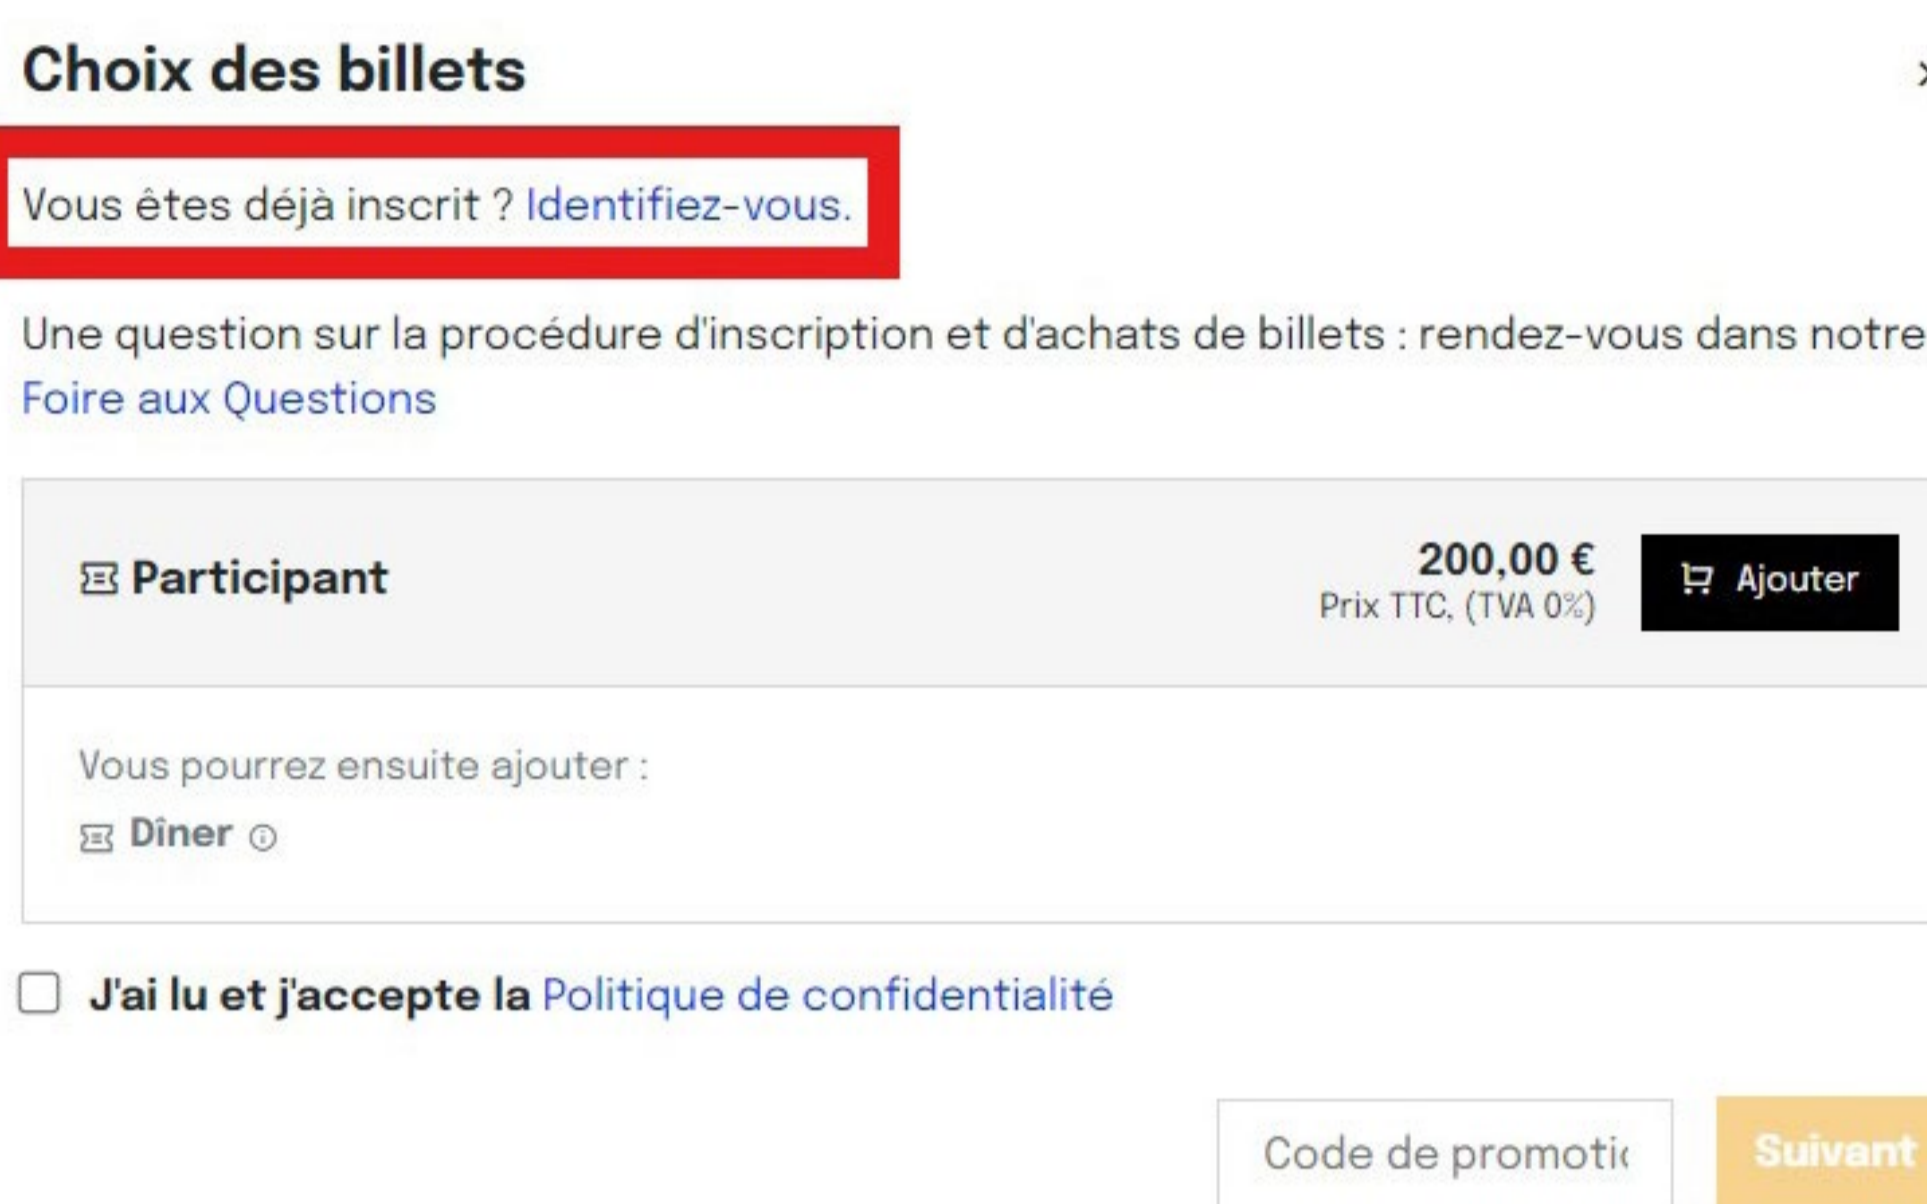 Choix des billets
Vous êtes déjà inscrit ? Identifiez-vous.
Une question sur la procédure d'inscription et d'achats de billets : rendez-vous dans notre
Foire aux Questions
Participant
200,00 €
Prix TTC, (TVA 0%)
Ajouter
Vous pourrez ensuite ajouter :
Dîner
J'ai lu et j'accepte la Politique de confidentialité
Code de
Suivant